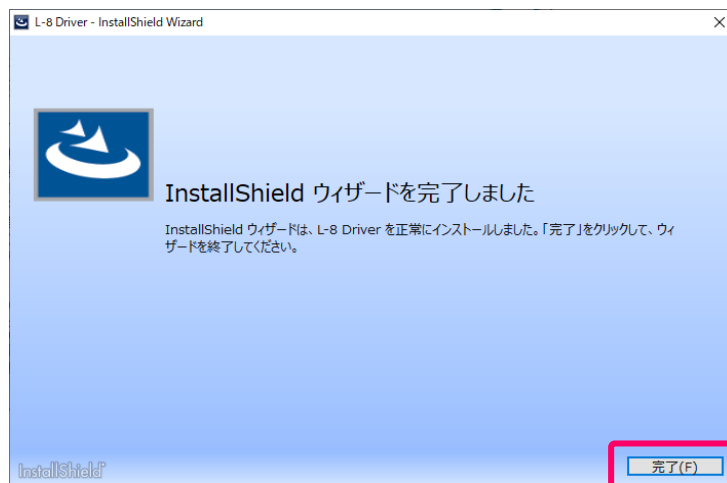 L-8 Driver - InstallShield Wizard
InstallShield ウィザードを完了しました
InstallShield ウィザードは、L-8 Driver を正常にインストールしました。「完了」をクリックして、ウィ
ザードを終了してください。
InstallShield
完了(F)